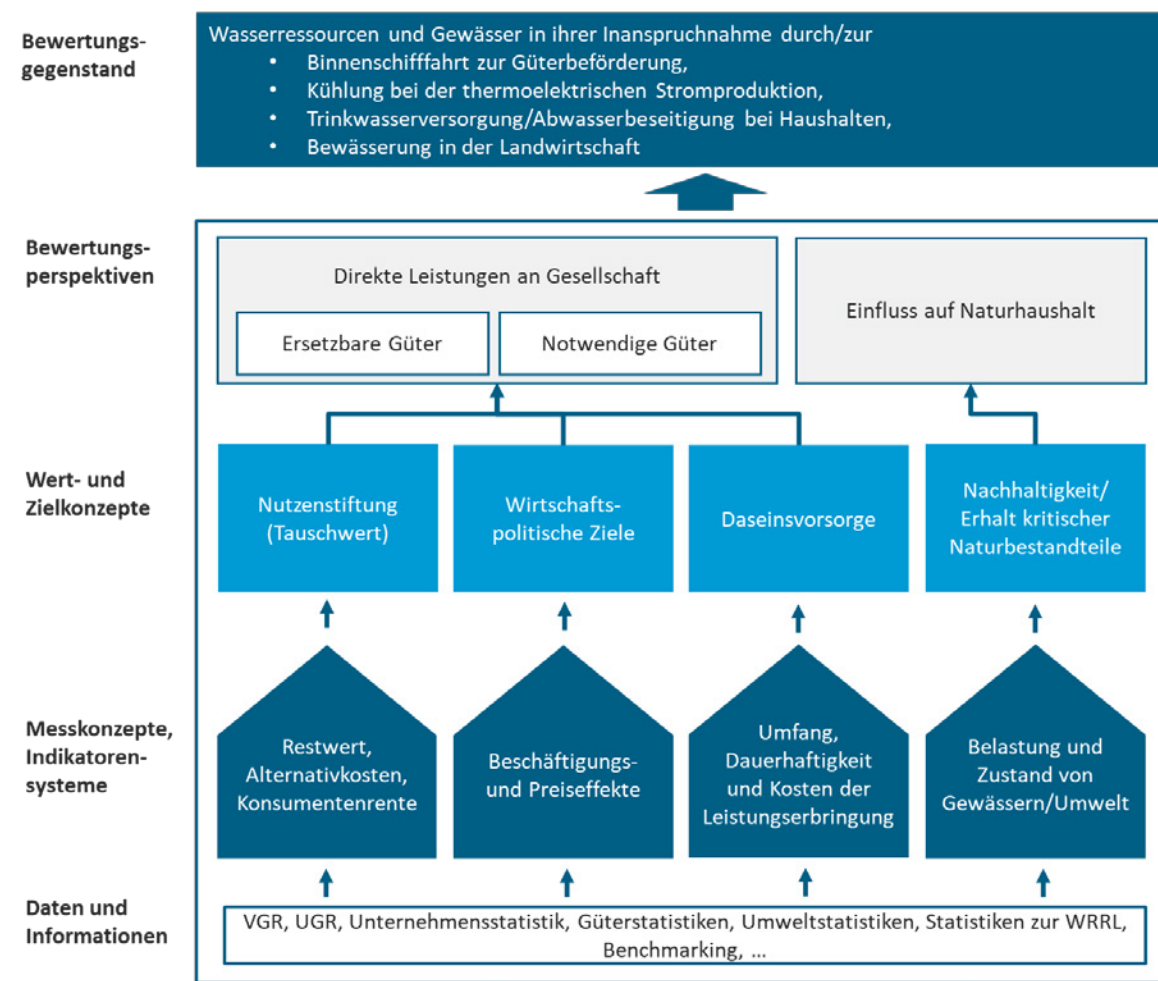 Bewertungs-
gegenstand
Wasserressourcen und Gewässer in ihrer Inanspruchnahme durch/zur
• Binnenschifffahrt zur Güterbeförderung,
• Kühlung bei der thermoelektrischen Stromproduktion,
• Trinkwasserversorgung/Abwasserbeseitigung bei Haushalten,
• Bewässerung in der Landwirtschaft
Bewertungs-
perspektiven
Direkte Leistungen an Gesellschaft
Ersetzbare Güter
Notwendige Güter
Einfluss auf Naturhaushalt
Wert- und
Zielkonzepte
Nutzenstiftung
(Tauschwert)
Wirtschafts-
politische Ziele
Daseinsvorsorge
Nachhaltigkeit/
Erhalt kritischer
Naturbestandteile
Messkonzepte,
Indikatoren-
systeme
Restwert,
Alternativkosten,
Konsumentenrente
Beschäftigungs-
und Preiseffekte
Umfang,
Dauerhaftigkeit
und Kosten der
Leistungserbringung
Belastung und
Zustand von
Gewässern/Umwelt
Daten und
Informationen
VGR, UGR, Unternehmensstatistik, Güterstatistiken, Umweltstatistiken, Statistiken zur WRRL,
Benchmarking, …